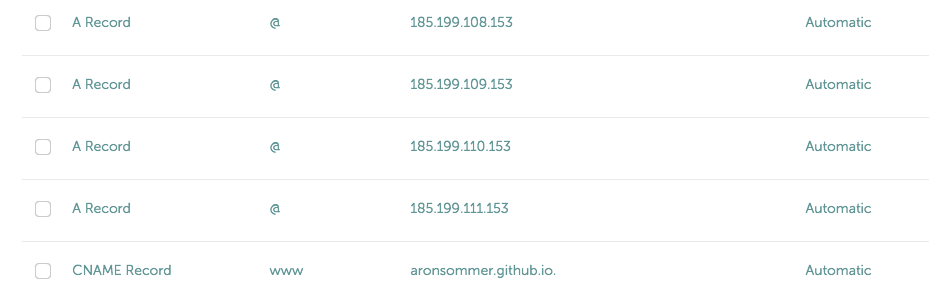 A Record @ 185.199.108.153 Automatic
A Record @ 185.199.109.153 Automatic
A Record @ 185.199.110.153 Automatic
A Record @ 185.199.111.153 Automatic
CNAME Record www aronsommer.github.io. Automatic